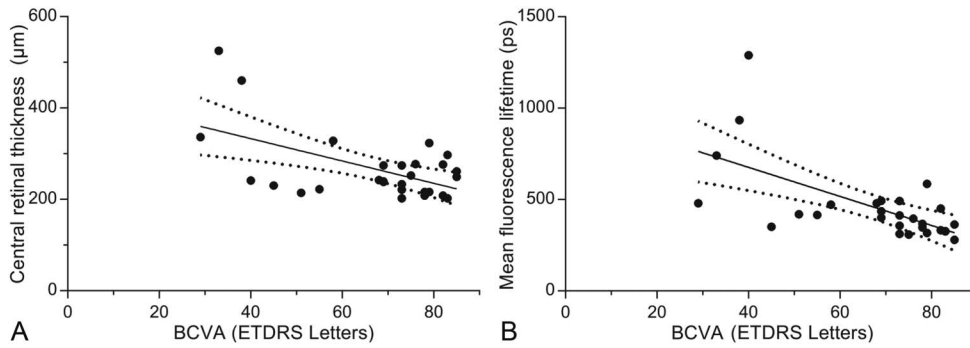 Central retinal thickness (µm)
600
400
200
0
0 20 40 60 80
BCVA (ETDRS Letters)
A
Mean fluorescence lifetime (ps)
1500
1000
500
0
0 20 40 60 80
BCVA (ETDRS Letters)
B